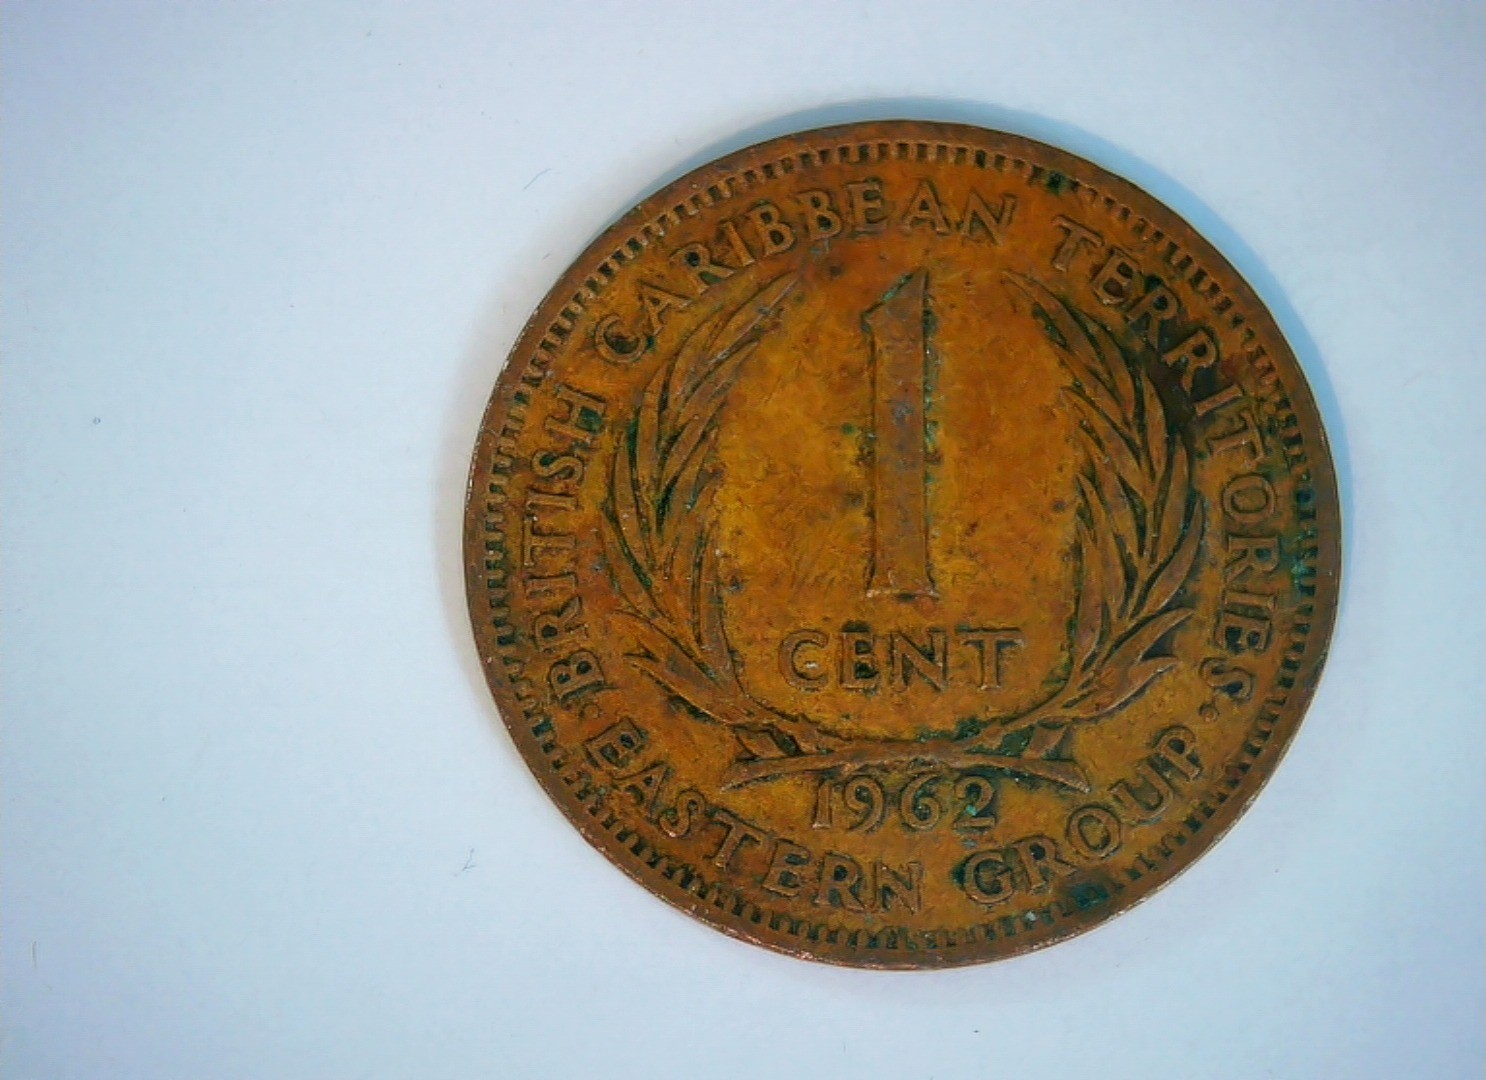 BRITISH CARIBBEAN TERRITORIES.
1
CENT
1962
. EASTERN GROUP